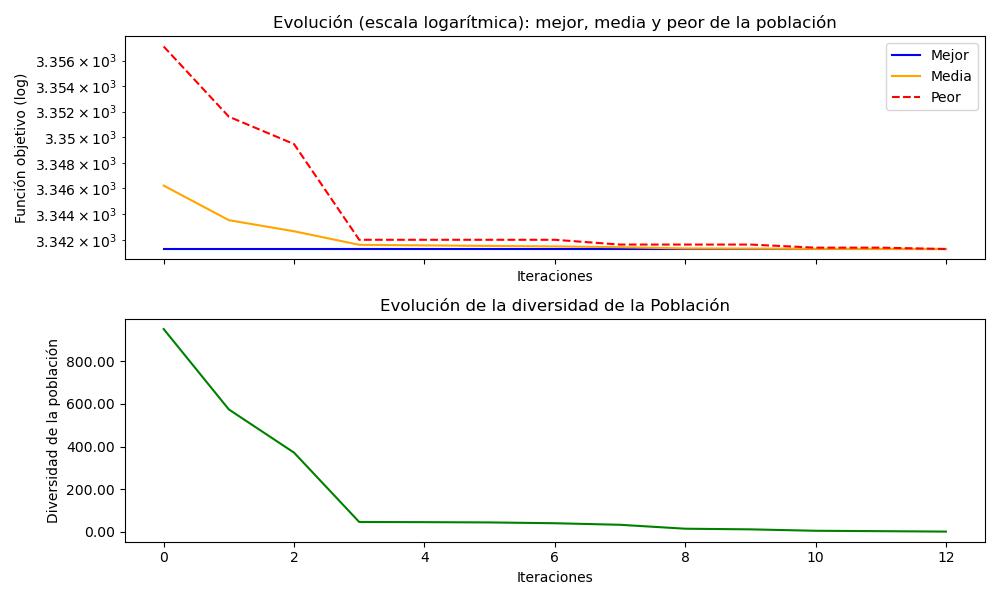 Evolución (escala logarítmica): mejor, media y peor de la población
Función objetivo (log)
3.356 × 10³
3.354 × 10³
3.352 × 10³
3.35 × 10³
3.348 × 10³
3.346 × 10³
3.344 × 10³
3.342 × 10³
Mejor
Media
Peor
Iteraciones
Evolución de la diversidad de la Población
Diversidad de la población
800.00
600.00
400.00
200.00
0.00
0 2 4 6 8 10 12
Iteraciones